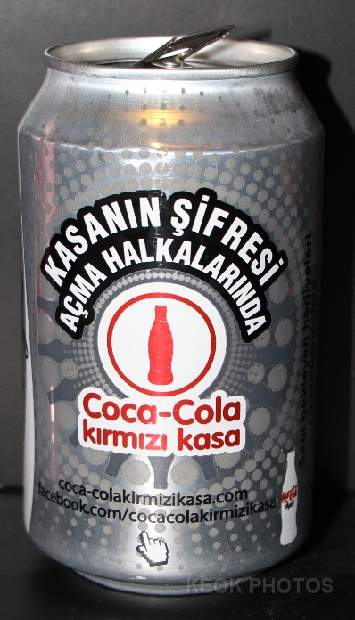 KASANIN ŞİFRESİ
AÇMA HALKALARINDA
Coca-Cola
kırmızı kasa
coca-colakirmizikasa.com
facebook.com/cocacolakirmizikasa
KEOK PHOTOS